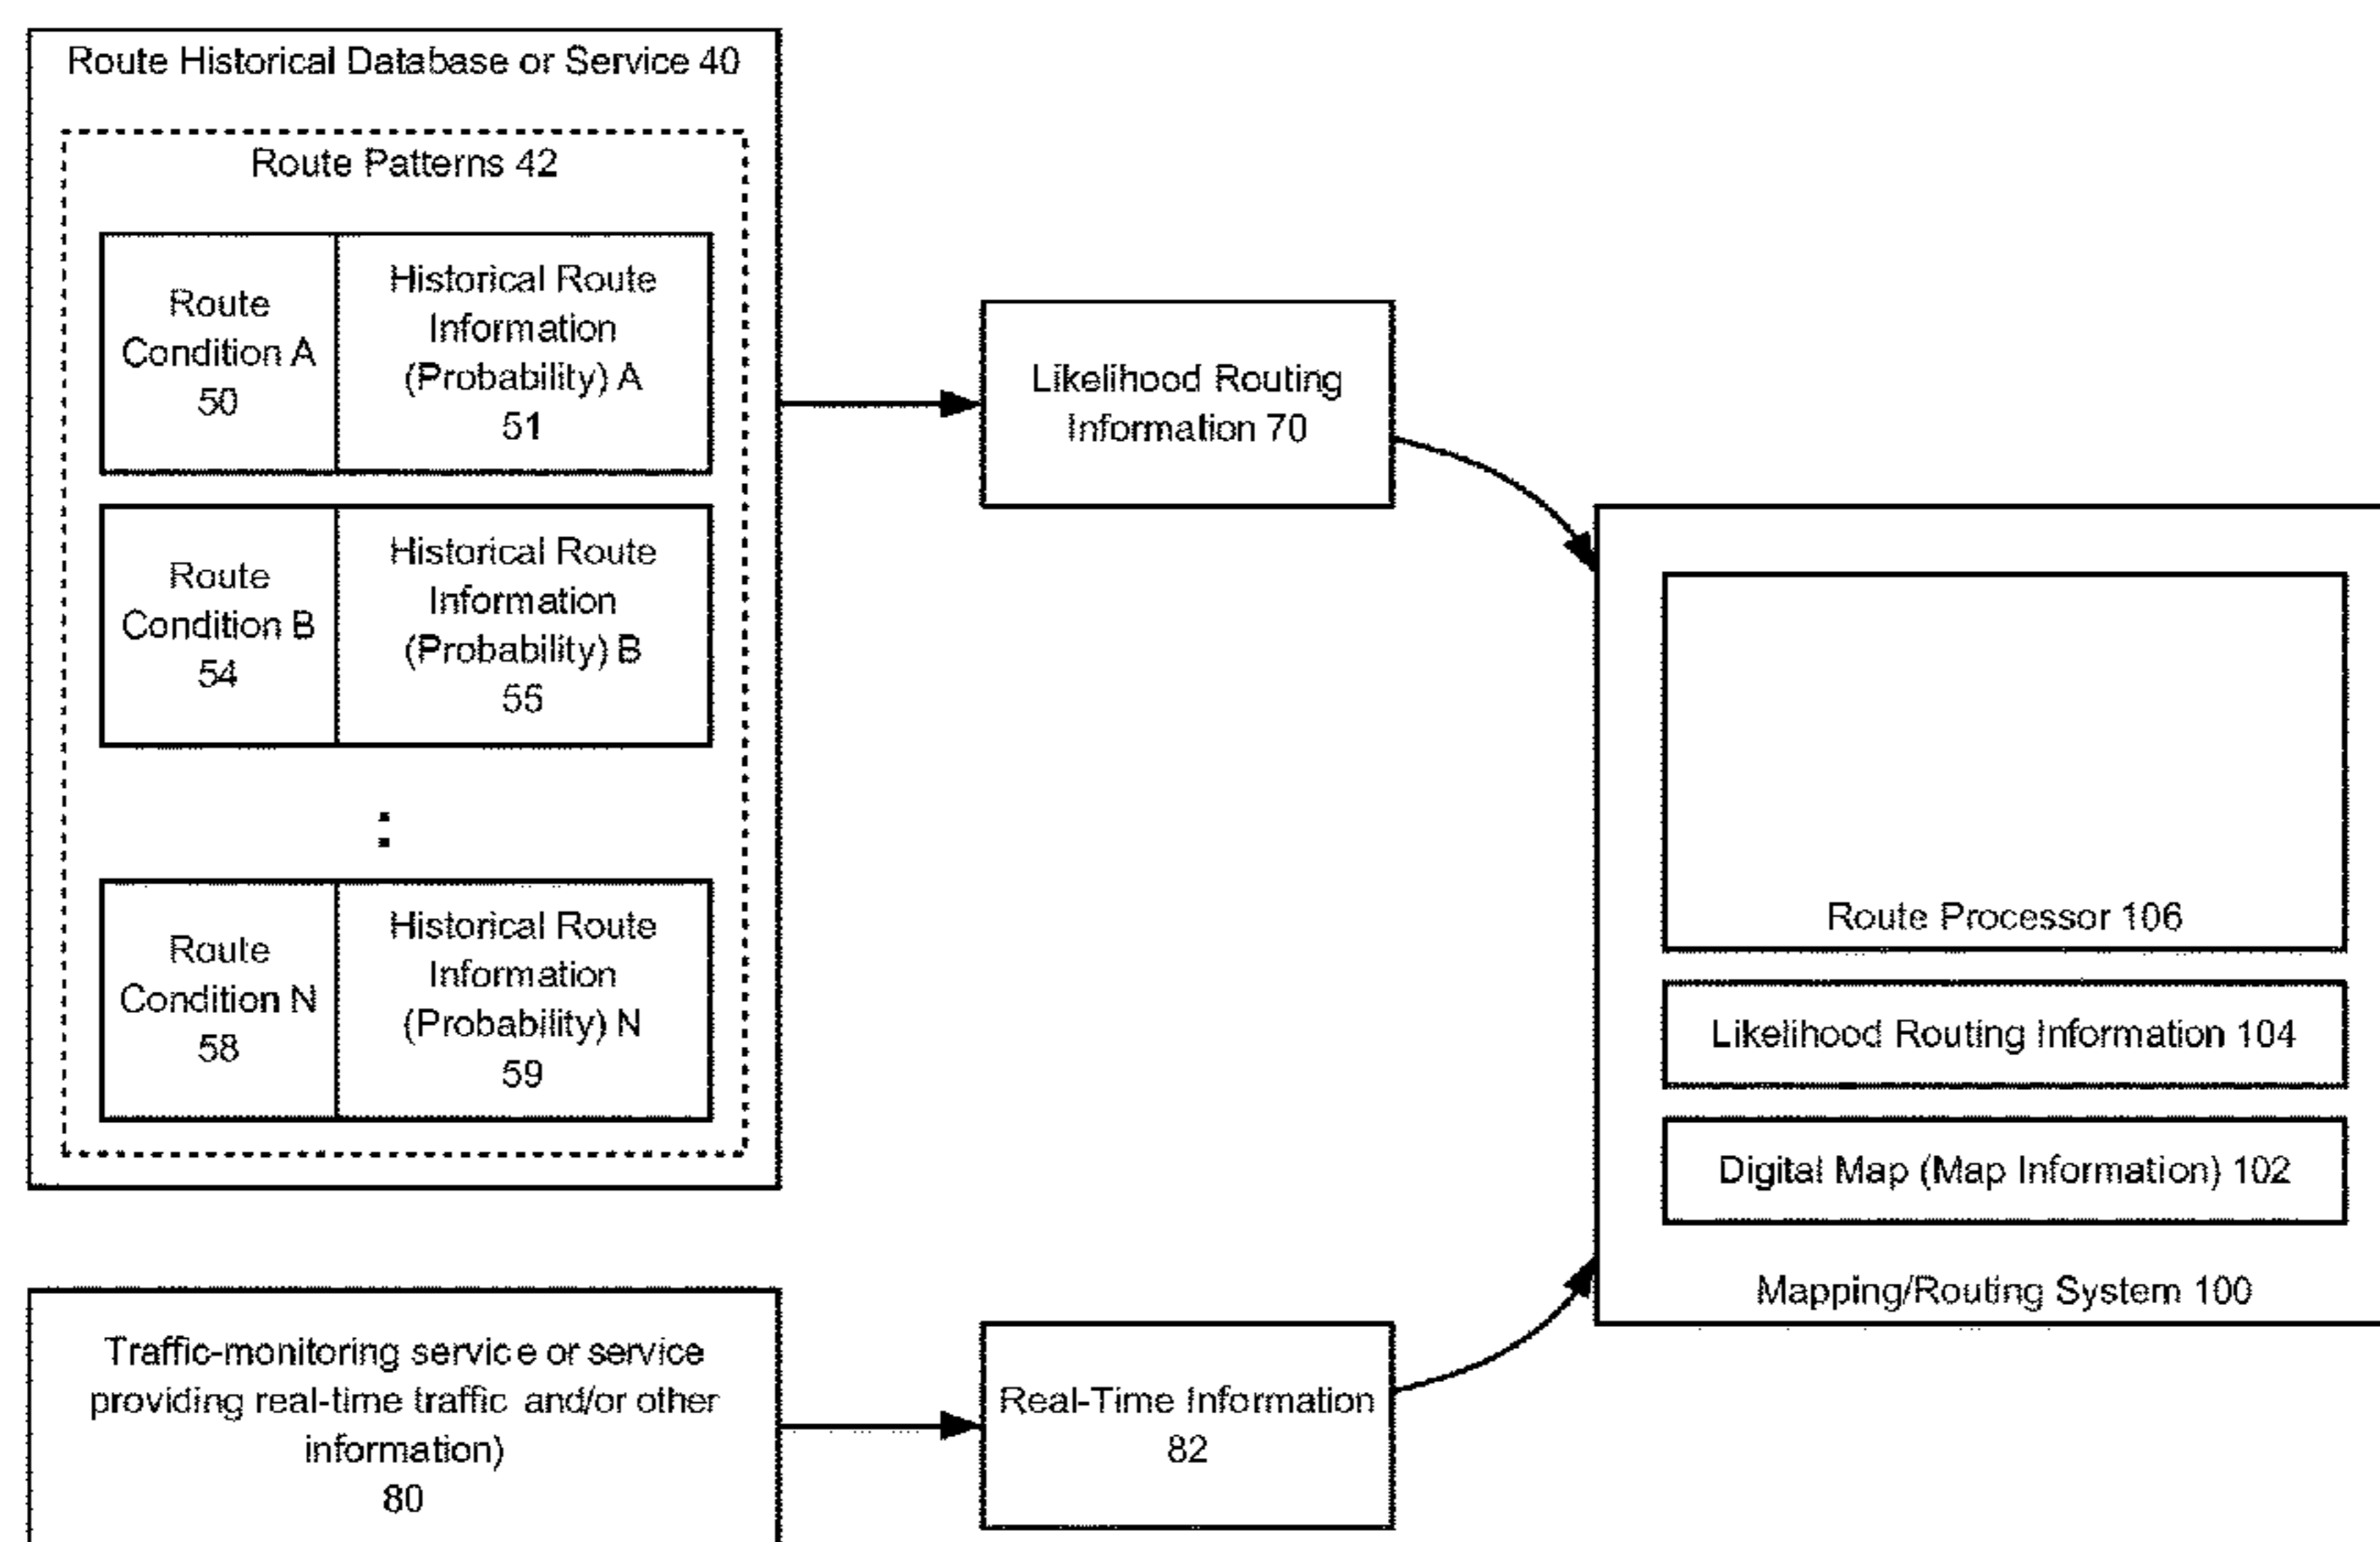 Route Historical Database or Service 40
Route Patterns 42
Route
Condition A
50
Historical Route
Information
(Probability) A
51
Route
Condition B
54
Historical Route
Information
(Probability) B
55
:
Route
Condition N
58
Historical Route
Information
(Probability) N
59
Likelihood Routing
Information 70
Route Processor 106
Likelihood Routing Information 104
Digital Map (Map Information) 102
Mapping/Routing System 100
Traffic-monitoring service or service
providing real-time traffic and/or other
information)
80
Real-Time Information
82